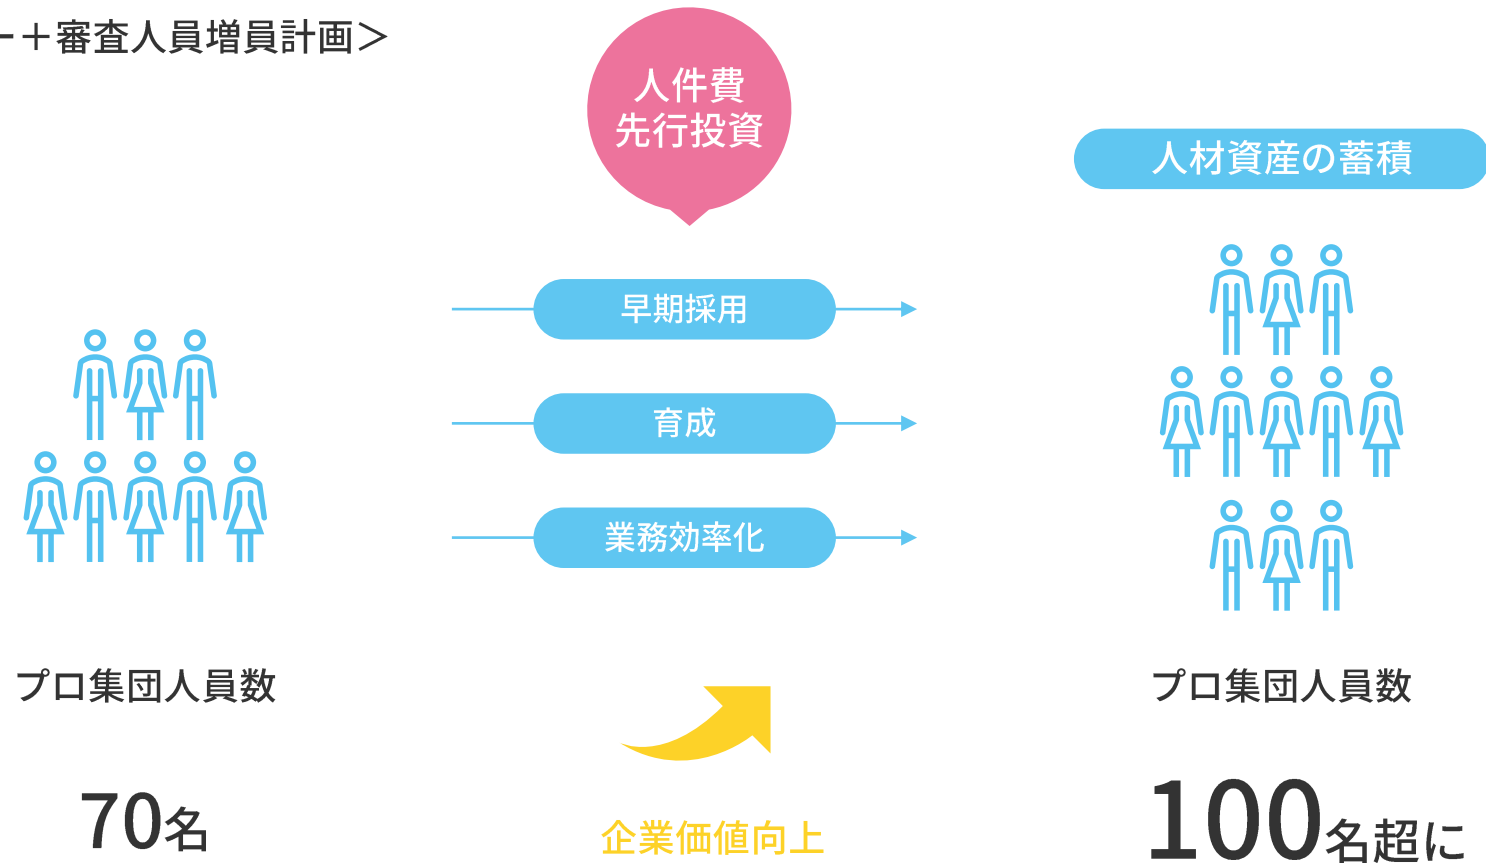 ー＋審査人員増員計画＞
人件費
先行投資
人材資産の蓄積
早期採用
育成
業務効率化
プロ集団人員数
70名
企業価値向上
プロ集団人員数
100名超に